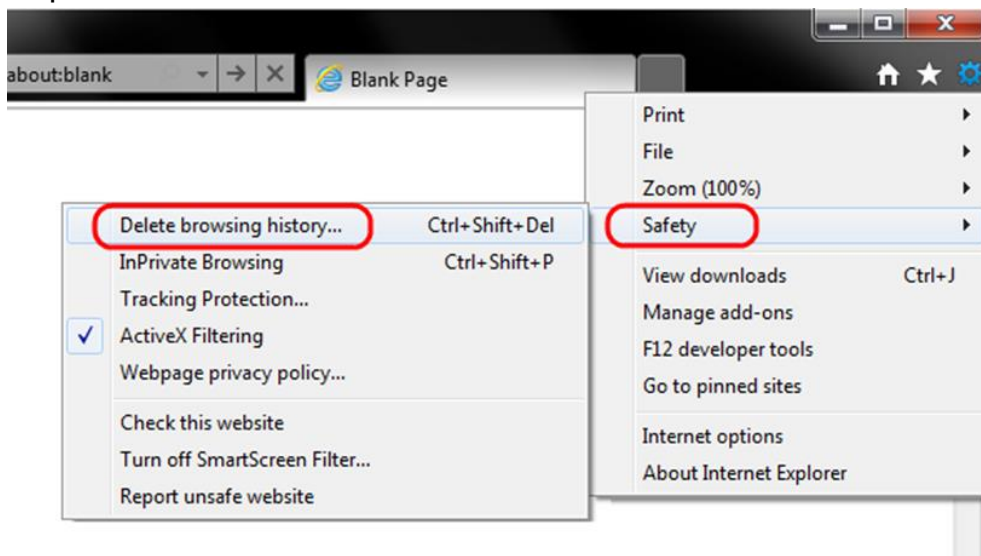 about:blank
Blank Page
Print
File
Zoom (100%)
Safety
View downloads Ctrl+J
Manage add-ons
F12 developer tools
Go to pinned sites
Internet options
About Internet Explorer
Delete browsing history... Ctrl+Shift+Del
InPrivate Browsing Ctrl+Shift+P
Tracking Protection...
ActiveX Filtering
Webpage privacy policy...
Check this website
Turn off SmartScreen Filter...
Report unsafe website